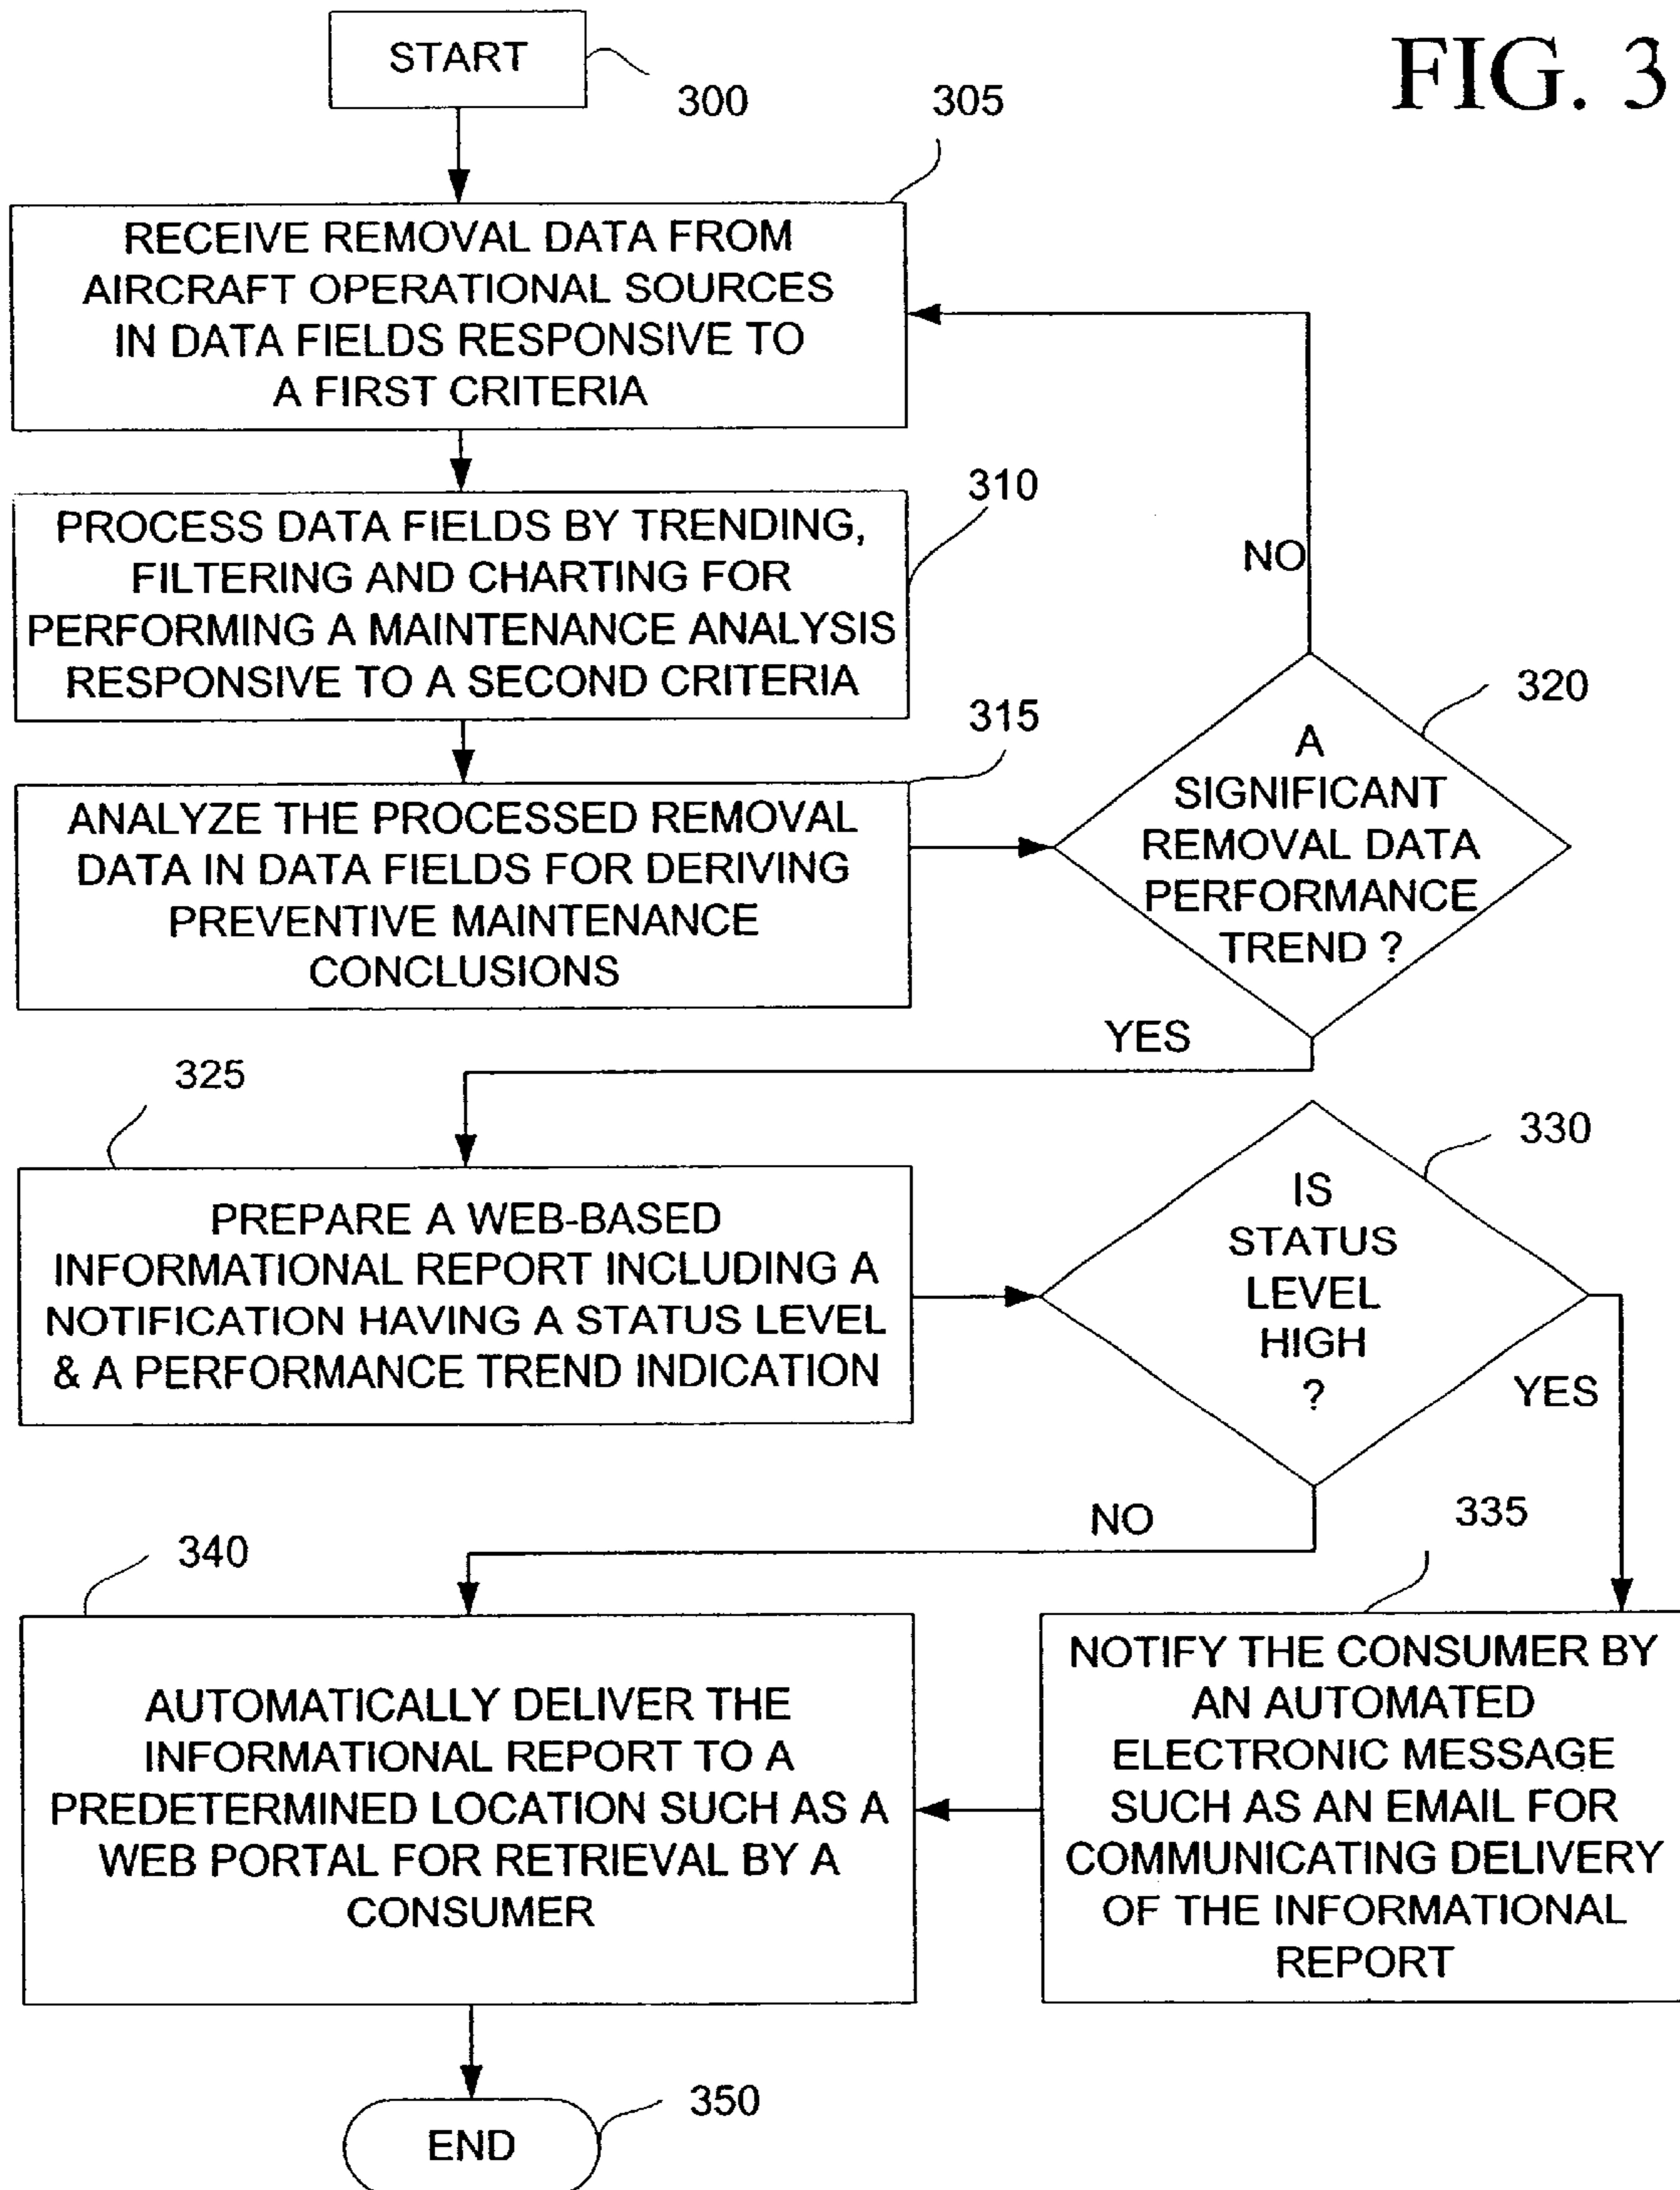 FIG. 3
START
300
305
RECEIVE REMOVAL DATA FROM
AIRCRAFT OPERATIONAL SOURCES
IN DATA FIELDS RESPONSIVE TO
A FIRST CRITERIA
310
PROCESS DATA FIELDS BY TRENDING,
FILTERING AND CHARTING FOR
PERFORMING A MAINTENANCE ANALYSIS
RESPONSIVE TO A SECOND CRITERIA
315
ANALYZE THE PROCESSED REMOVAL
DATA IN DATA FIELDS FOR DERIVING
PREVENTIVE MAINTENANCE
CONCLUSIONS
NO
320
A
SIGNIFICANT
REMOVAL DATA
PERFORMANCE
TREND ?
YES
325
PREPARE A WEB-BASED
INFORMATIONAL REPORT INCLUDING A
NOTIFICATION HAVING A STATUS LEVEL
& A PERFORMANCE TREND INDICATION
330
IS
STATUS
LEVEL
HIGH
?
YES
NO
335
NOTIFY THE CONSUMER BY
AN AUTOMATED
ELECTRONIC MESSAGE
SUCH AS AN EMAIL FOR
COMMUNICATING DELIVERY
OF THE INFORMATIONAL
REPORT
340
AUTOMATICALLY DELIVER THE
INFORMATIONAL REPORT TO A
PREDETERMINED LOCATION SUCH AS A
WEB PORTAL FOR RETRIEVAL BY A
CONSUMER
350
END